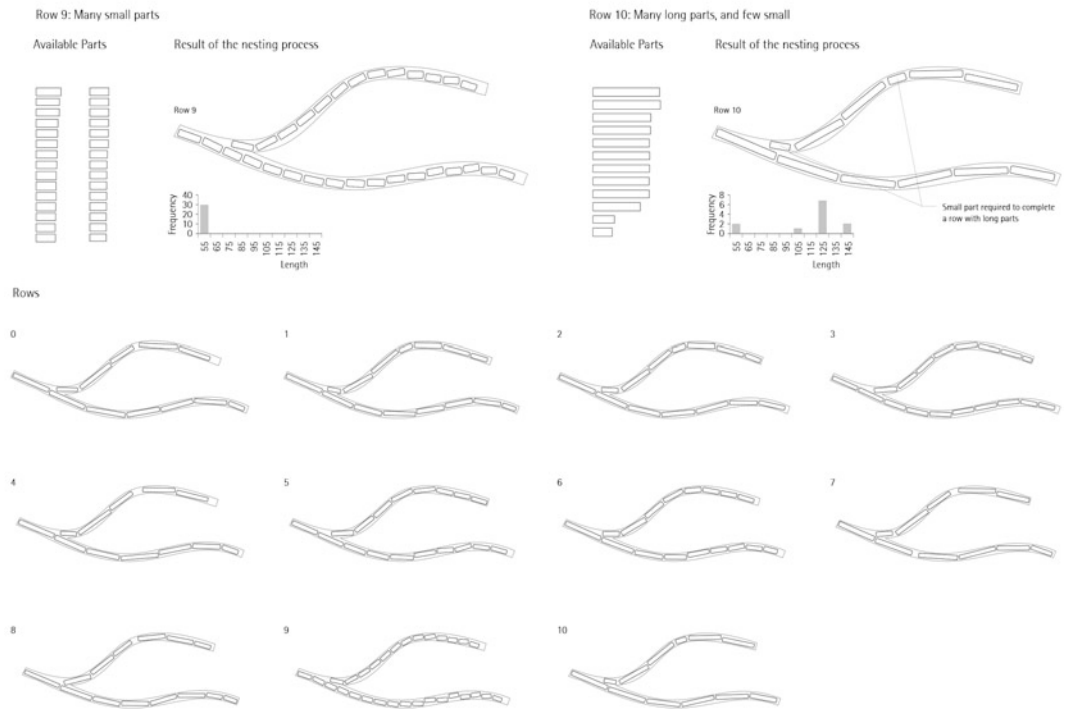 Row 9: Many small parts
Available Parts
Result of the nesting process
Row 9
Frequency
40
30
20
10
0
55
65
75
85
95
105
115
125
135
145
Length
Row 10: Many long parts, and few small
Available Parts
Result of the nesting process
Row 10
Small part required to complete
a row with long parts
Frequency
8
6
4
2
0
55
65
75
85
95
105
115
125
135
145
Length
Rows
0
1
2
3
4
5
6
7
8
9
10